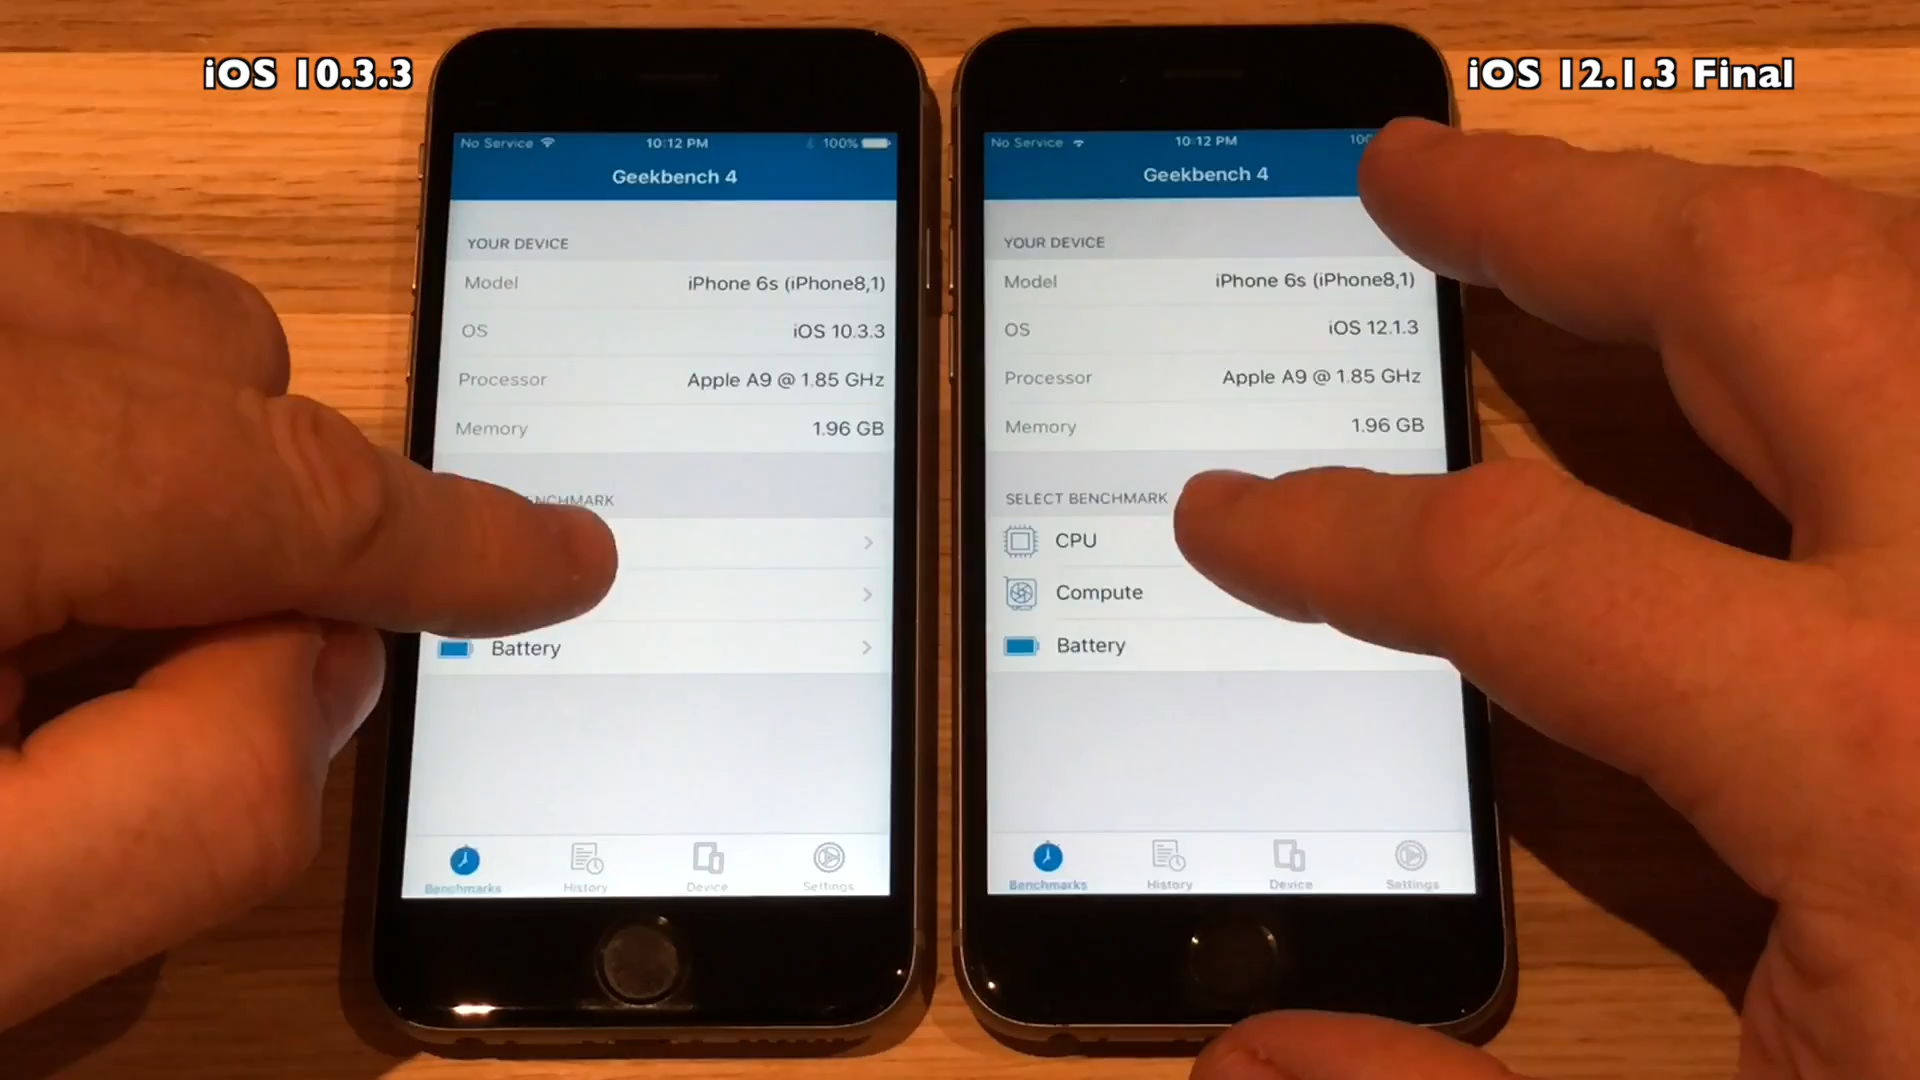 iOS 10.3.3
No Service 10:12 PM 100%
Geekbench 4
YOUR DEVICE
Model iPhone 6s (iPhone8,1)
OS iOS 10.3.3
Processor Apple A9 @ 1.85 GHz
Memory 1.96 GB
ENCHMARK
Battery
Benchmarks History Device Settings
iOS 12.1.3 Final
No Service 10:12 PM 100
Geekbench 4
YOUR DEVICE
Model iPhone 6s (iPhone8,1)
OS iOS 12.1.3
Processor Apple A9 @ 1.85 GHz
Memory 1.96 GB
SELECT BENCHMARK
CPU
Compute
Battery
Benchmarks History Device Settings